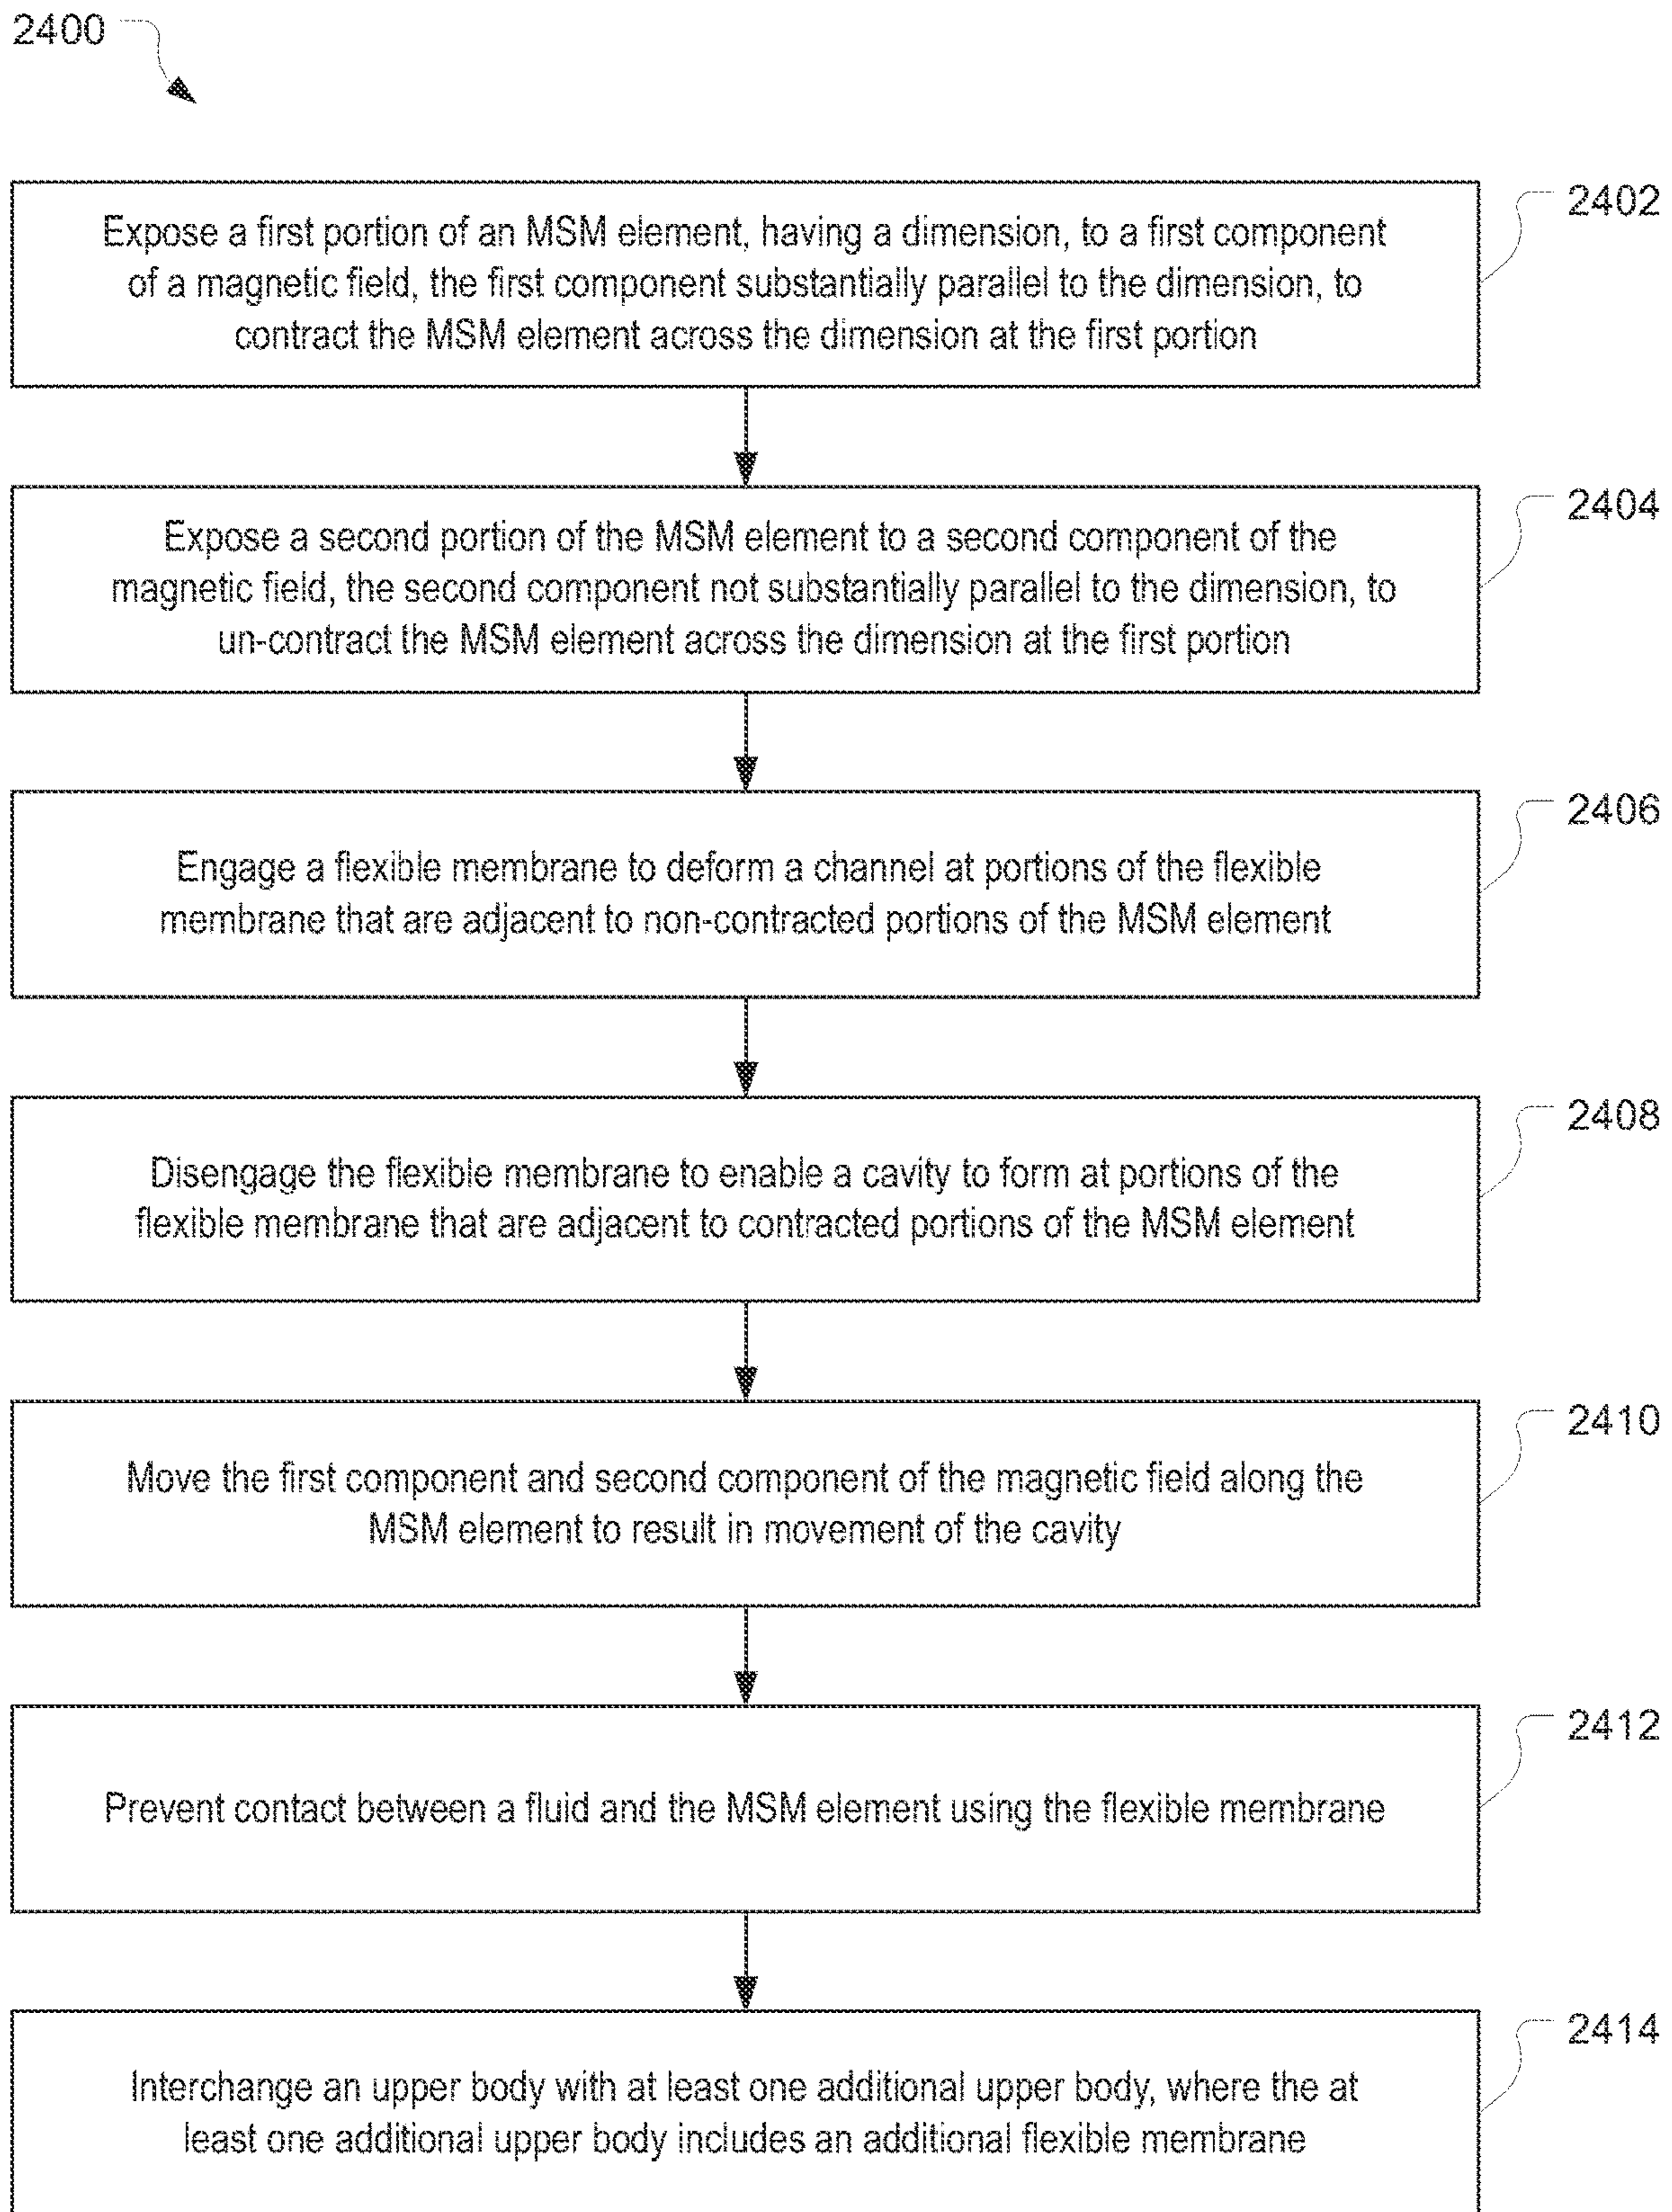 2400
Expose a first portion of an MSM element, having a dimension, to a first component
of a magnetic field, the first component substantially parallel to the dimension, to
contract the MSM element across the dimension at the first portion
2402
Expose a second portion of the MSM element to a second component of the
magnetic field, the second component not substantially parallel to the dimension, to
un-contract the MSM element across the dimension at the first portion
2404
Engage a flexible membrane to deform a channel at portions of the flexible
membrane that are adjacent to non-contracted portions of the MSM element
2406
Disengage the flexible membrane to enable a cavity to form at portions of the
flexible membrane that are adjacent to contracted portions of the MSM element
2408
Move the first component and second component of the magnetic field along the
MSM element to result in movement of the cavity
2410
Prevent contact between a fluid and the MSM element using the flexible membrane
2412
Interchange an upper body with at least one additional upper body, where the at
least one additional upper body includes an additional flexible membrane
2414